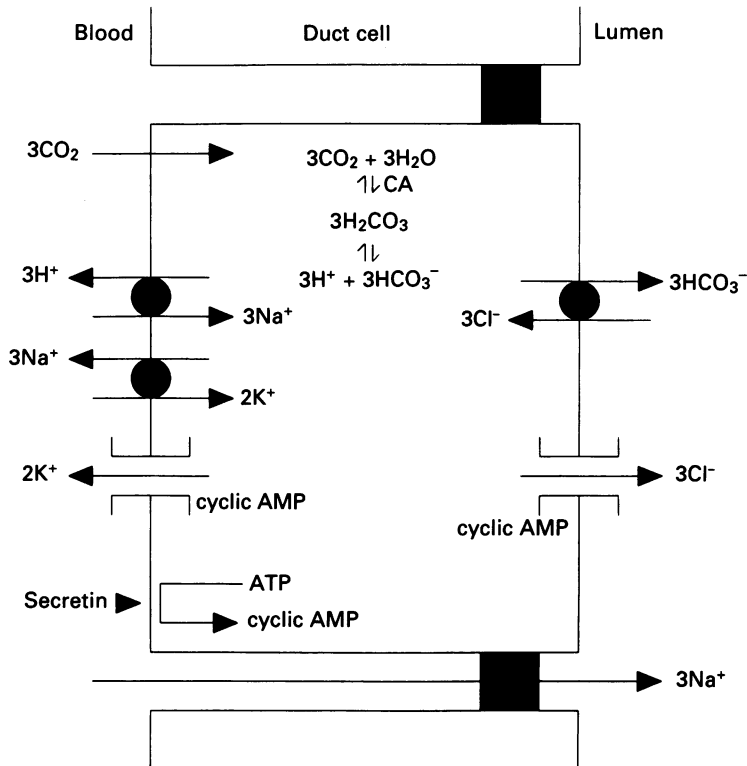 Blood Duct cell Lumen
3CO₂
3CO₂ + 3H₂O
⥮ CA
3H₂CO₃
⥮
3H⁺ + 3HCO₃⁻
3H⁺
3Na⁺
3HCO₃⁻
3Cl⁻
3Na⁺
2K⁺
2K⁺
cyclic AMP
3Cl⁻
cyclic AMP
Secretin
ATP
cyclic AMP
3Na⁺